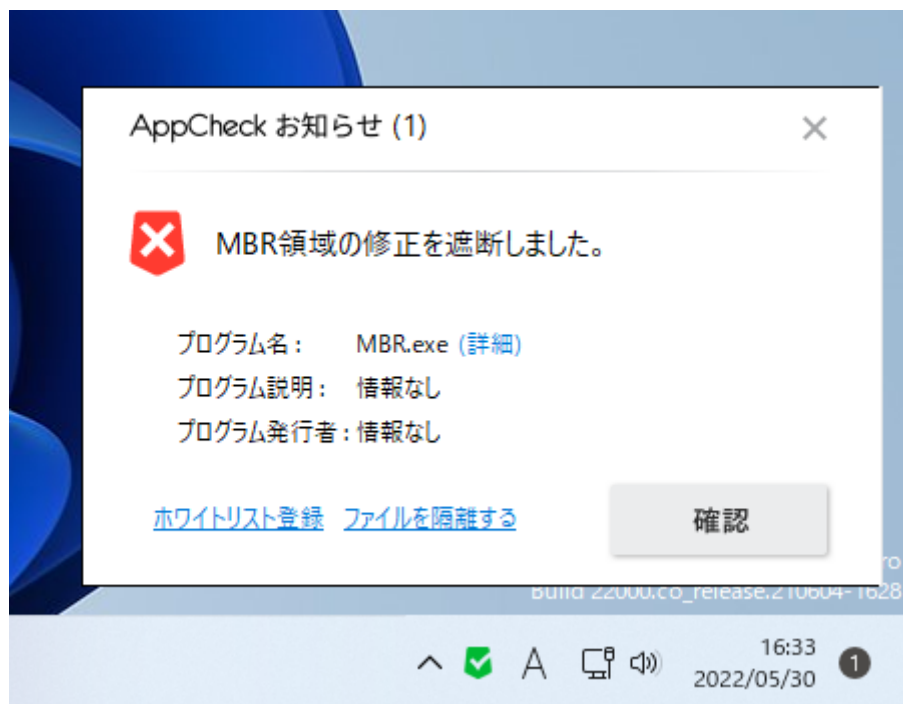 AppCheck お知らせ (1)
MBR領域の修正を遮断しました。
プログラム名 : MBR.exe (詳細)
プログラム説明 : 情報なし
プログラム発行者 : 情報なし
ホワイトリスト登録 ファイルを隔離する 確認
ro
Build 22000.co_release.210604-1628
A 16:33
2022/05/30 1